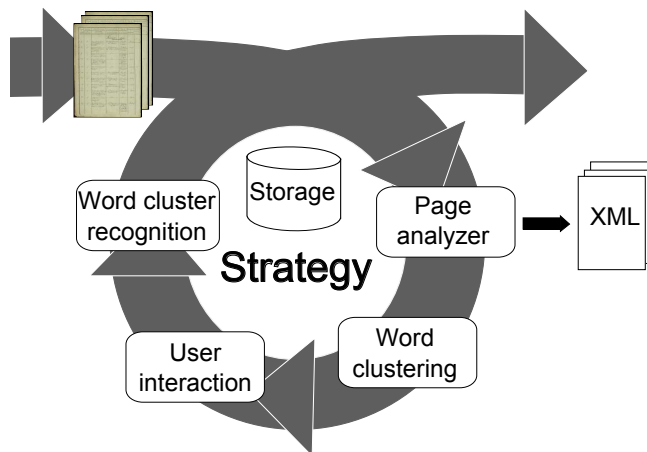 Storage
Word cluster
recognition
Page
analyzer
XML
Strategy
Word
clustering
User
interaction